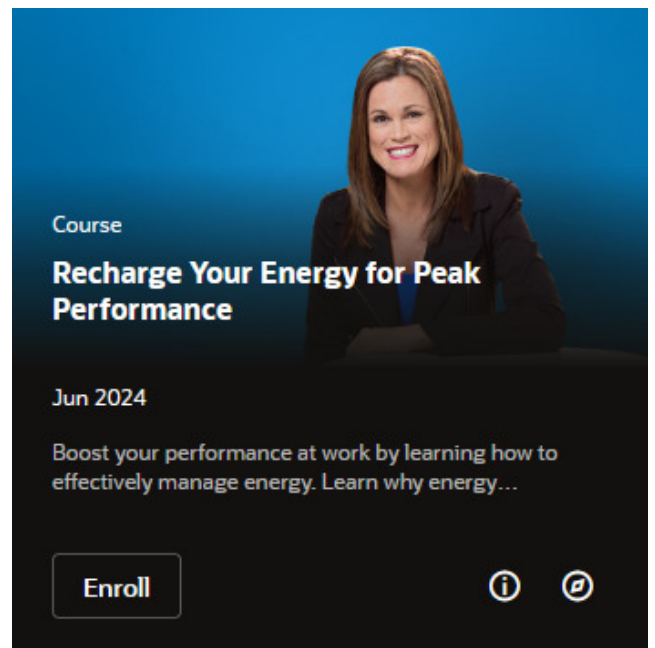 Course
Recharge Your Energy for Peak
Performance
Jun 2024
Boost your performance at work by learning how to
effectively manage energy. Learn why energy...
Enroll